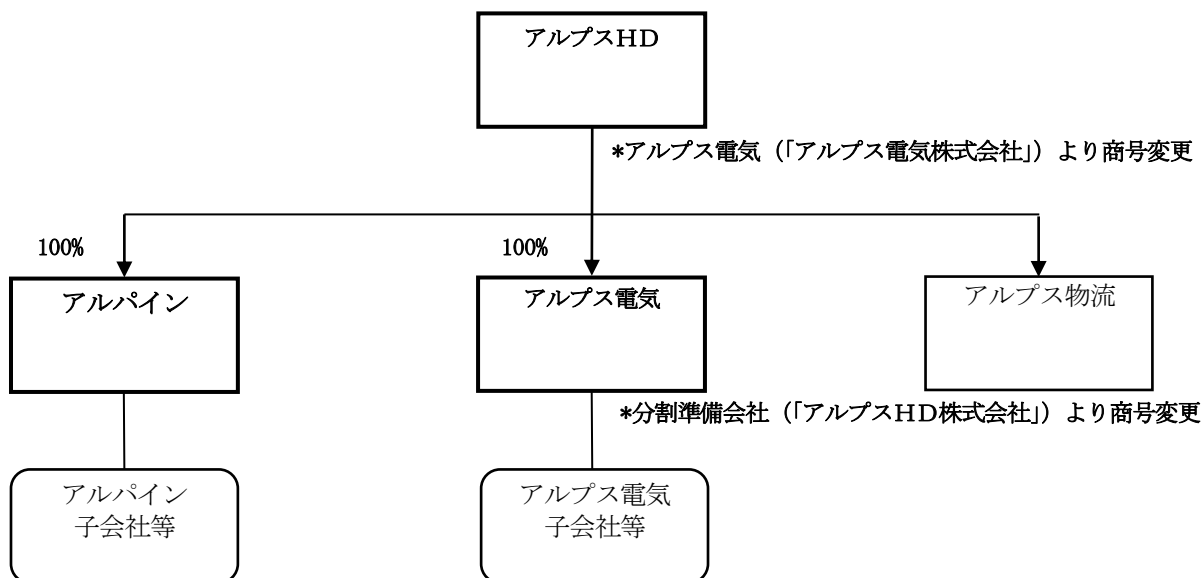 アルプスHD
*アルプス電気（「アルプス電気株式会社」）より商号変更
100%
100%
アルパイン
アルプス電気
アルプス物流
*分割準備会社（「アルプスHD株式会社」）より商号変更
アルパイン
子会社等
アルプス電気
子会社等